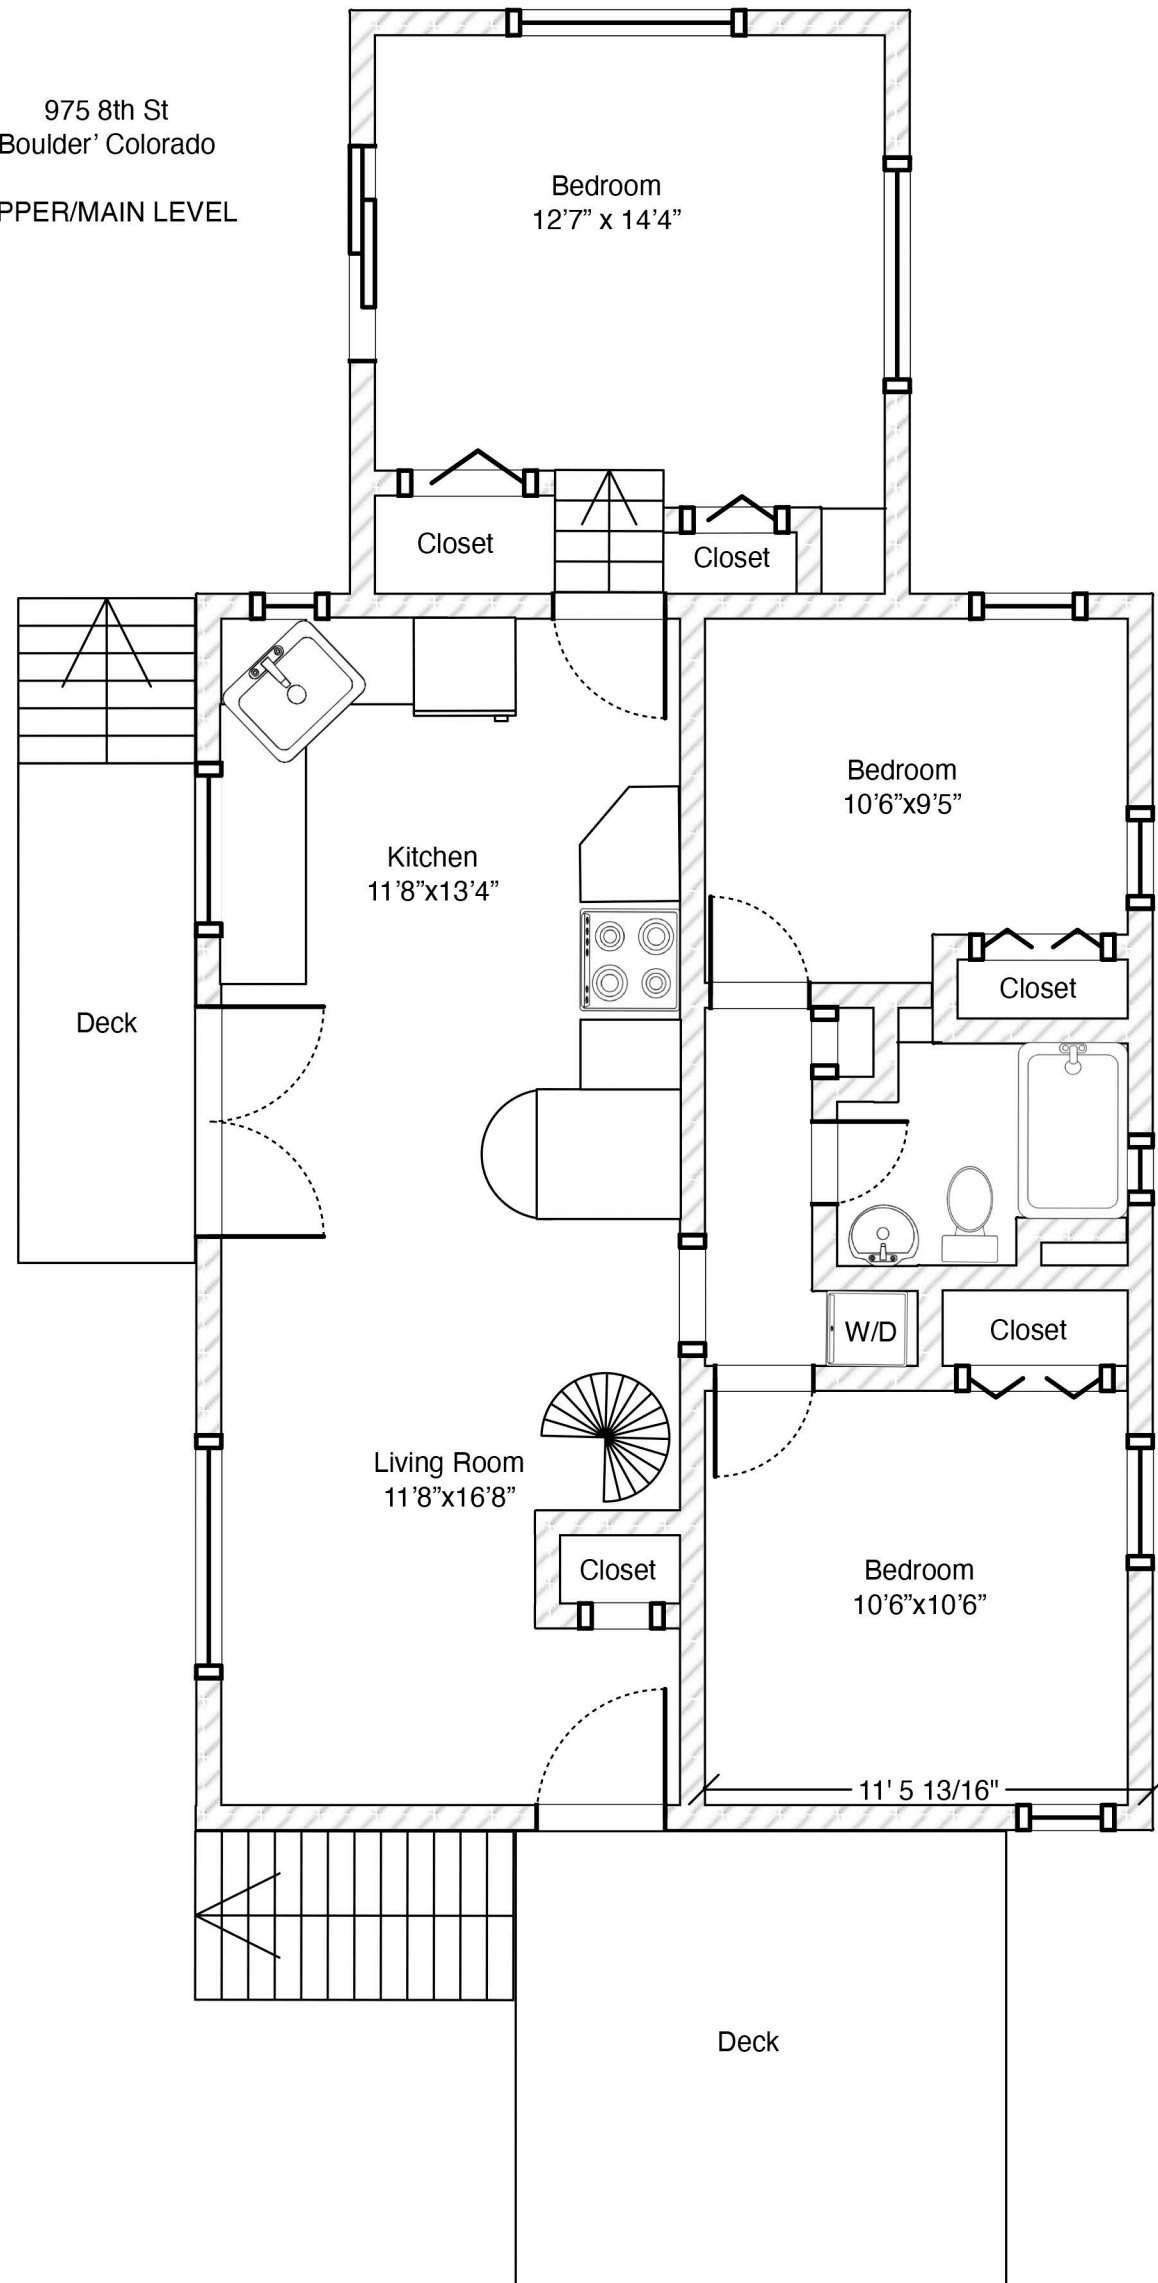 975 8th St
Boulder’ Colorado
PPER/MAIN LEVEL
Bedroom
12’7” x 14’4”
Closet
Closet
Bedroom
10’6”x9’5”
Kitchen
11’8”x13’4”
Closet
Deck
W/D
Closet
Living Room
11’8”x16’8”
Closet
Bedroom
10’6”x10’6”
11' 5 13/16"
Deck